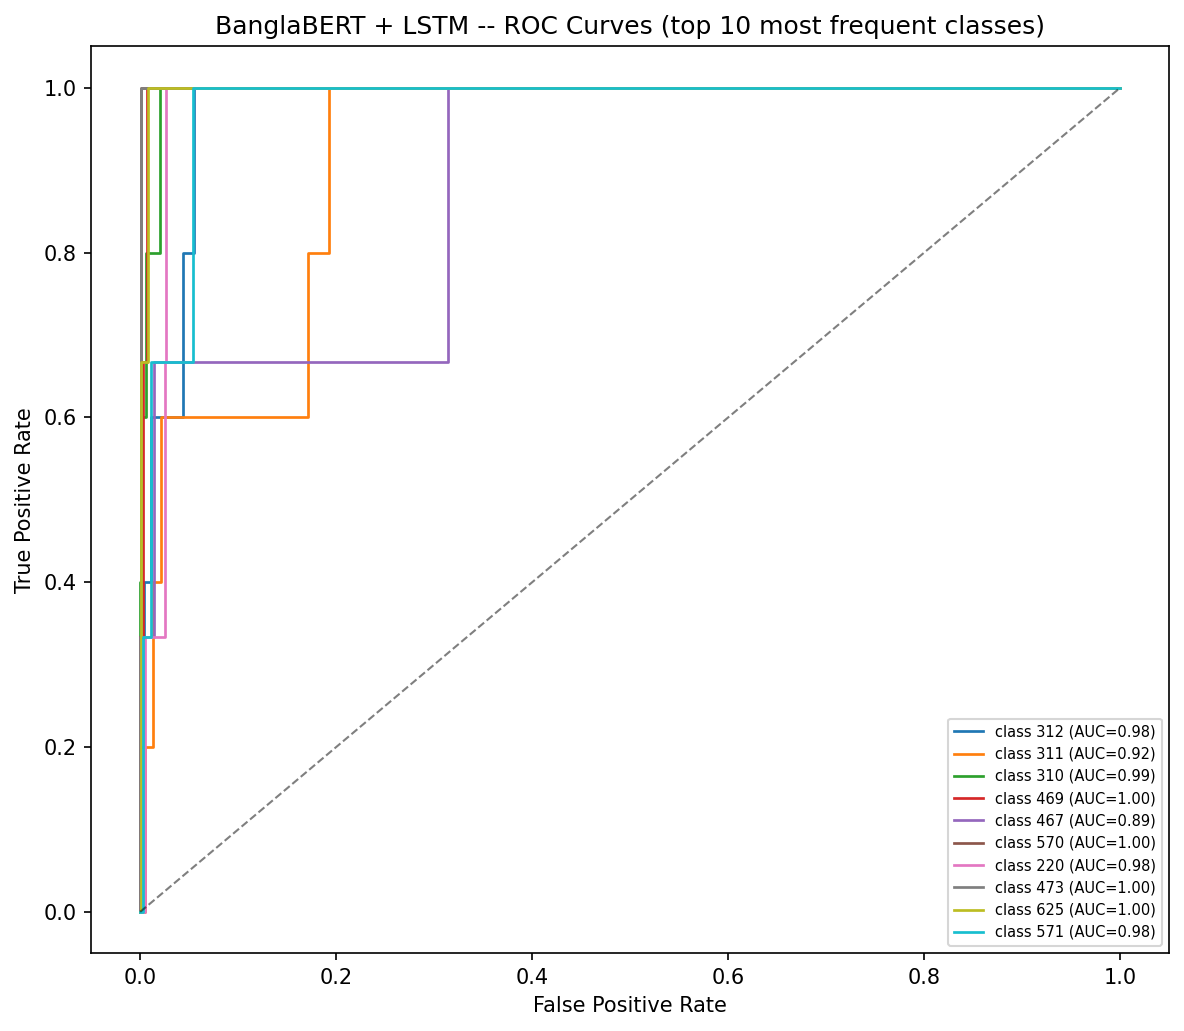 BanglaBERT + LSTM -- ROC Curves (top 10 most frequent classes)
True Positive Rate
1.0
0.8
0.6
0.4
0.2
0.0
0.0 0.2 0.4 0.6 0.8 1.0
False Positive Rate
class 312 (AUC=0.98)
class 311 (AUC=0.92)
class 310 (AUC=0.99)
class 469 (AUC=1.00)
class 467 (AUC=0.89)
class 570 (AUC=1.00)
class 220 (AUC=0.98)
class 473 (AUC=1.00)
class 625 (AUC=1.00)
class 571 (AUC=0.98)